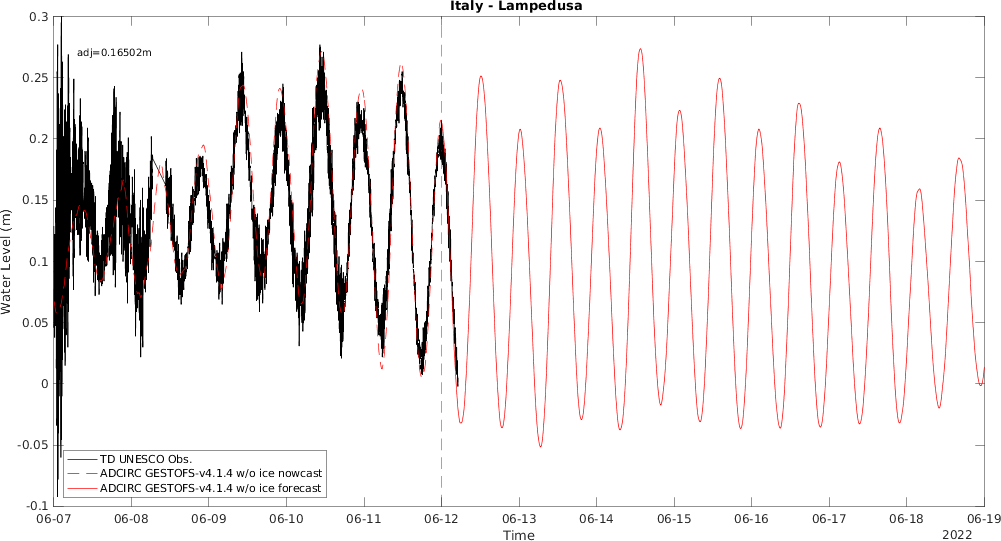 Italy - Lampedusa
adj=0.16502m
0.3
0.25
0.2
0.15
0.1
0.05
0
-0.05
-0.1
Water Level (m)
TD UNESCO Obs.
ADCIRC GESTOFS-v4.1.4 w/o ice nowcast
ADCIRC GESTOFS-v4.1.4 w/o ice forecast
06-07 06-08 06-09 06-10 06-11 06-12 06-13 06-14 06-15 06-16 06-17 06-18 06-19
Time
2022